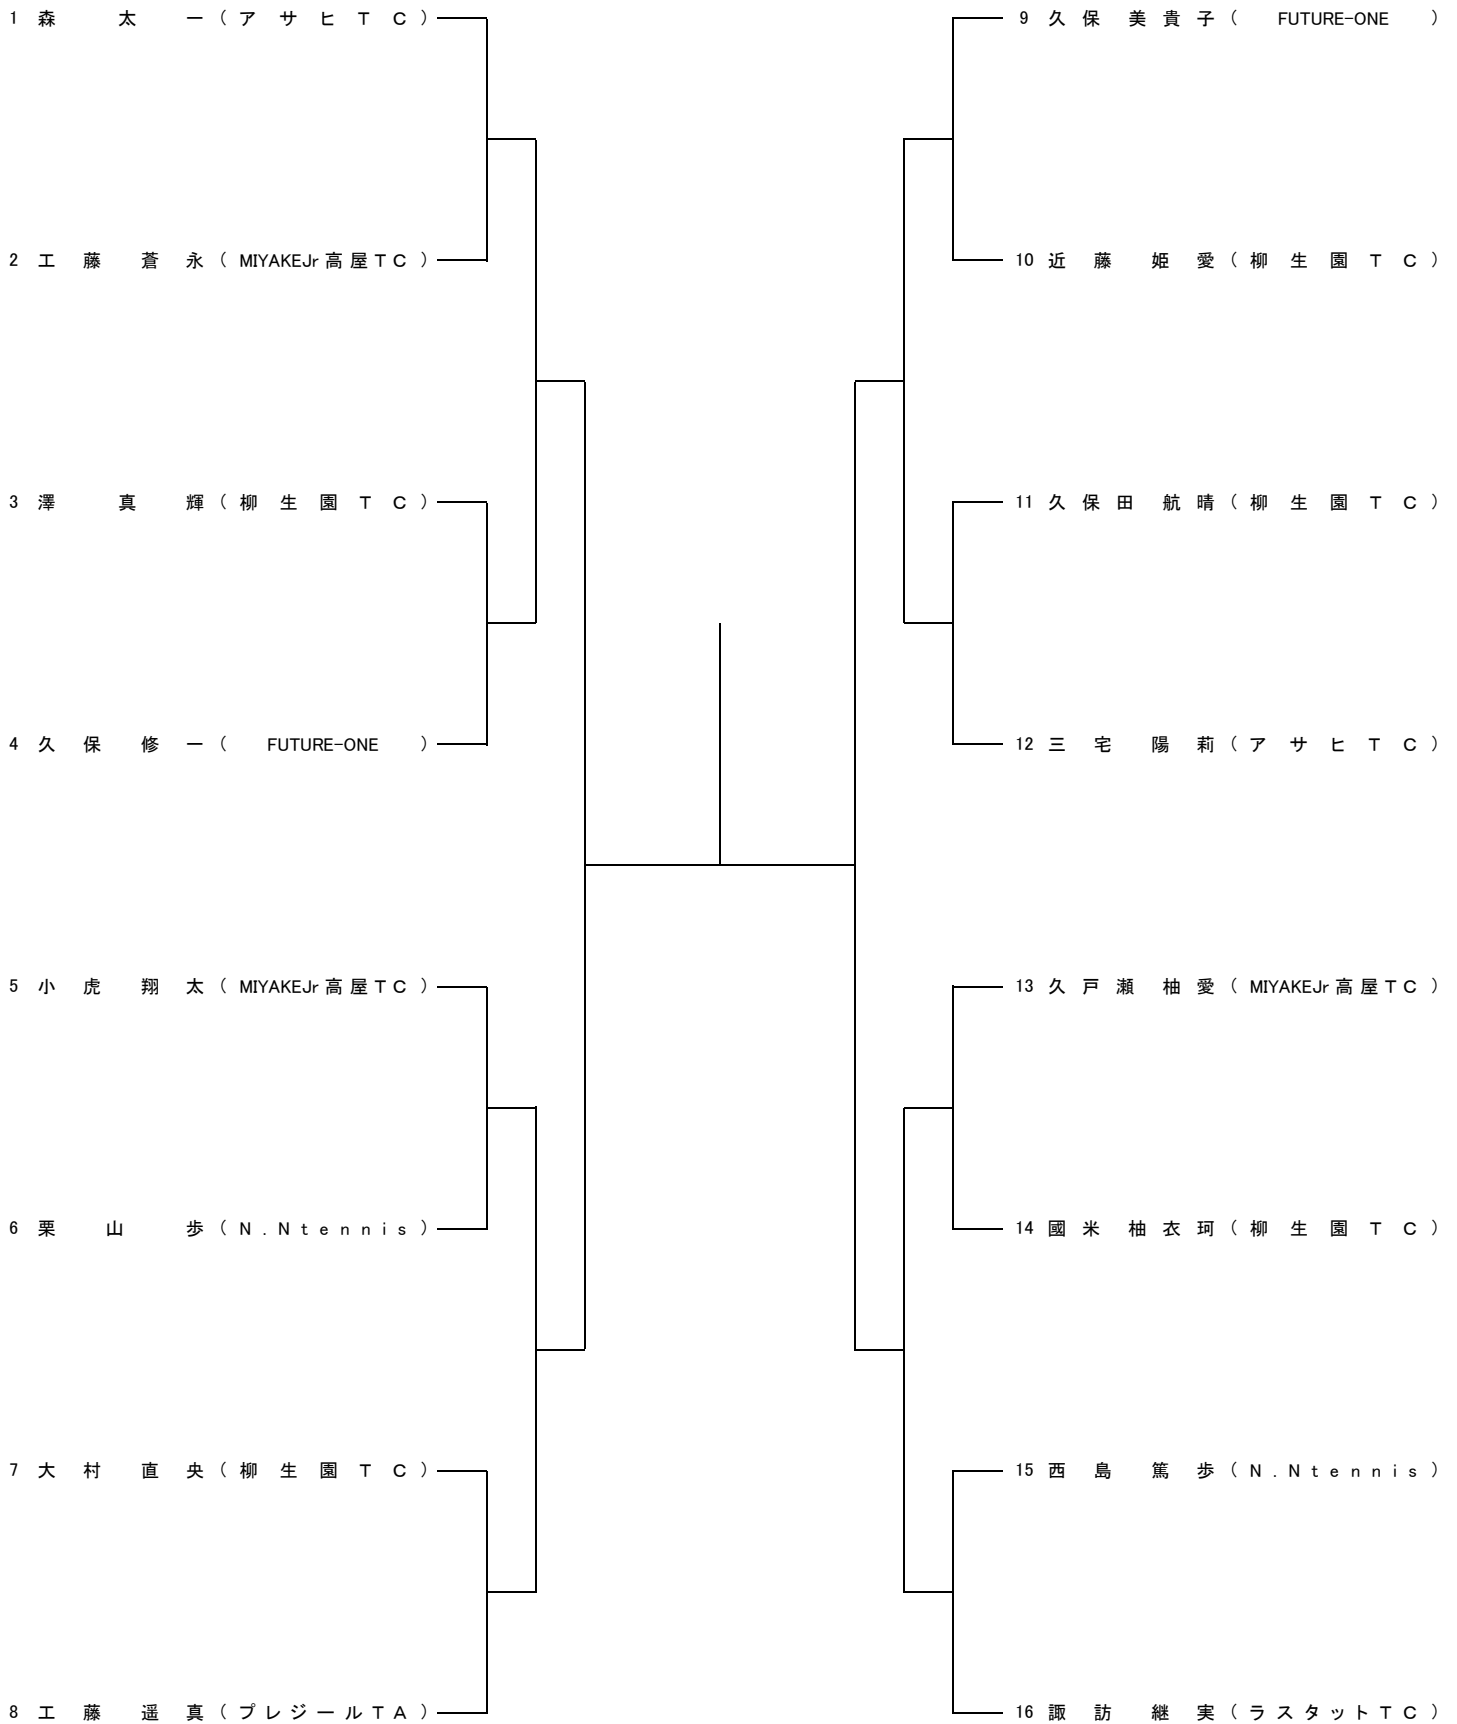 1 森 太一 (アサヒTC)
2 工藤 蒼永 (MIYAKEJr高屋TC)
3 澤 真輝 (柳生園TC)
4 久保 修一 (FUTURE-ONE)
5 小虎 翔太 (MIYAKEJr高屋TC)
6 栗山 歩 (N.Ntennis)
7 大村 直央 (柳生園TC)
8 工藤 遥真 (プレジールTA)
9 久保 美貴子 (FUTURE-ONE)
10 近藤 姫愛 (柳生園TC)
11 久保田 航晴 (柳生園TC)
12 三宅 陽莉 (アサヒTC)
13 久戸瀬 柚愛 (MIYAKEJr高屋TC)
14 國米 柚衣珂 (柳生園TC)
15 西島 篤歩 (N.Ntennis)
16 諏訪 継実 (ラスタットTC)